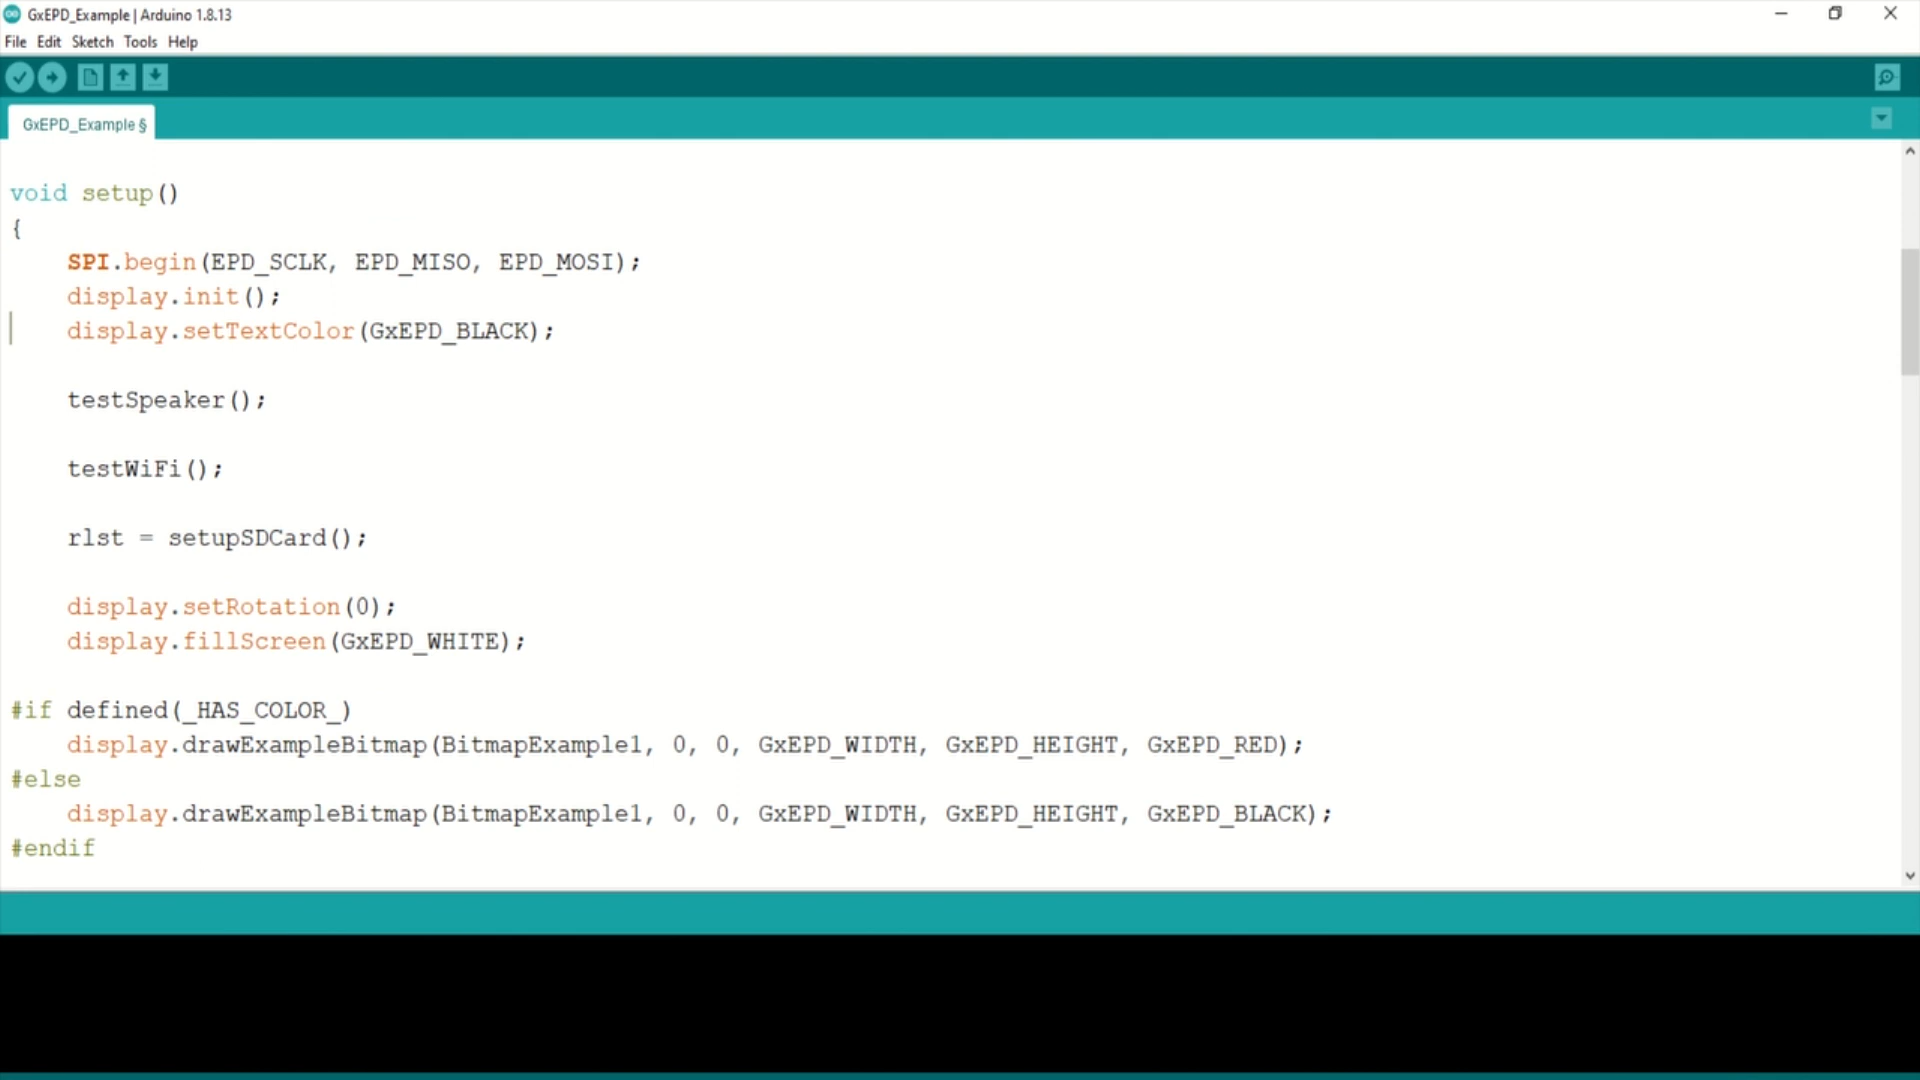 GxEPD_Example | Arduino 1.8.13
File Edit Sketch Tools Help
GxEPD_Example §
void setup()
{
    SPI.begin(EPD_SCLK, EPD_MISO, EPD_MOSI);
    display.init();
    display.setTextColor(GxEPD_BLACK);
    testSpeaker();
    testWiFi();
    rlst = setupSDCard();
    display.setRotation(0);
    display.fillScreen(GxEPD_WHITE);
#if defined(_HAS_COLOR_)
    display.drawExampleBitmap(BitmapExample1, 0, 0, GxEPD_WIDTH, GxEPD_HEIGHT, GxEPD_RED);
#else
    display.drawExampleBitmap(BitmapExample1, 0, 0, GxEPD_WIDTH, GxEPD_HEIGHT, GxEPD_BLACK);
#endif